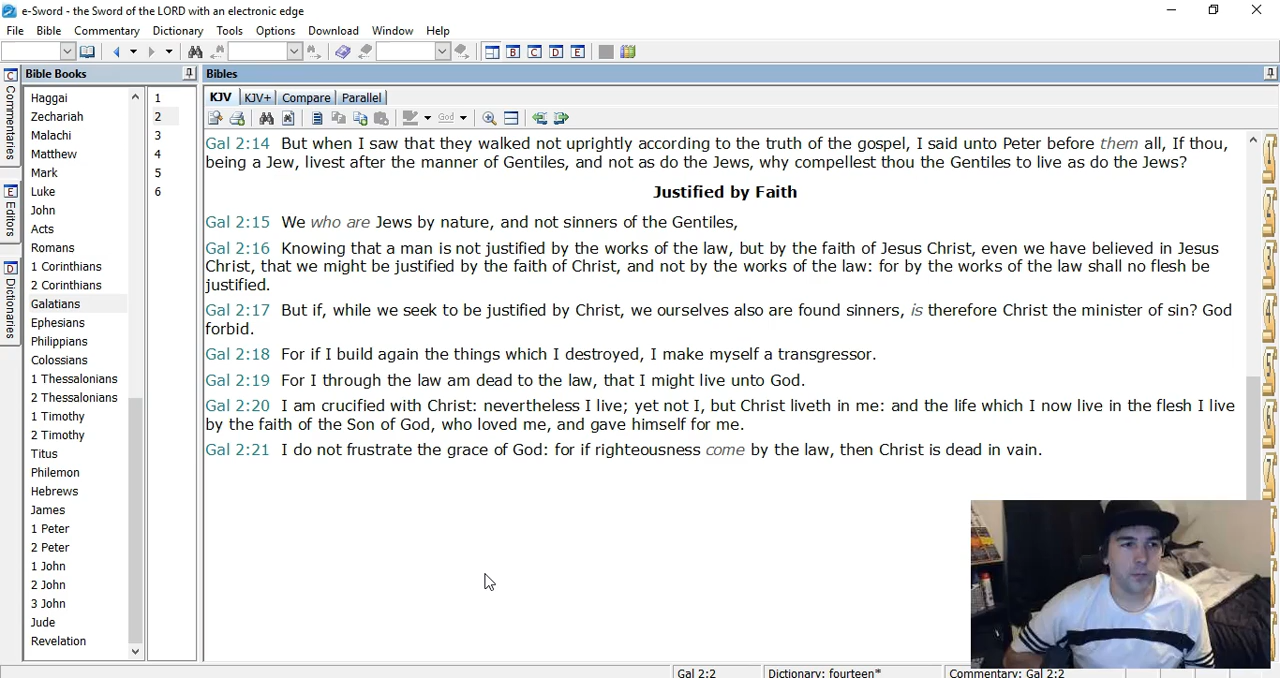 e-Sword - the Sword of the LORD with an electronic edge
File Bible Commentary Dictionary Tools Options Download Window Help
B C D E
C Commentaries
E Editors
D Dictionaries
Bible Books
Haggai
Zechariah
Malachi
Matthew
Mark
Luke
John
Acts
Romans
1 Corinthians
2 Corinthians
Galatians
Ephesians
Philippians
Colossians
1 Thessalonians
2 Thessalonians
1 Timothy
2 Timothy
Titus
Philemon
Hebrews
James
1 Peter
2 Peter
1 John
2 John
3 John
Jude
Revelation
1
2
3
4
5
6
Bibles
KJV KJV+ Compare Parallel
God
Gal 2:14 But when I saw that they walked not uprightly according to the truth of the gospel, I said unto Peter before them all, If thou,
being a Jew, livest after the manner of Gentiles, and not as do the Jews, why compellest thou the Gentiles to live as do the Jews?
Justified by Faith
Gal 2:15 We who are Jews by nature, and not sinners of the Gentiles,
Gal 2:16 Knowing that a man is not justified by the works of the law, but by the faith of Jesus Christ, even we have believed in Jesus
Christ, that we might be justified by the faith of Christ, and not by the works of the law: for by the works of the law shall no flesh be
justified.
Gal 2:17 But if, while we seek to be justified by Christ, we ourselves also are found sinners, is therefore Christ the minister of sin? God
forbid.
Gal 2:18 For if I build again the things which I destroyed, I make myself a transgressor.
Gal 2:19 For I through the law am dead to the law, that I might live unto God.
Gal 2:20 I am crucified with Christ: nevertheless I live; yet not I, but Christ liveth in me: and the life which I now live in the flesh I live
by the faith of the Son of God, who loved me, and gave himself for me.
Gal 2:21 I do not frustrate the grace of God: for if righteousness come by the law, then Christ is dead in vain.
1
2
3
4
5
6
7
Gal 2:2 Dictionary: fourteen* Commentary: Gal 2:2